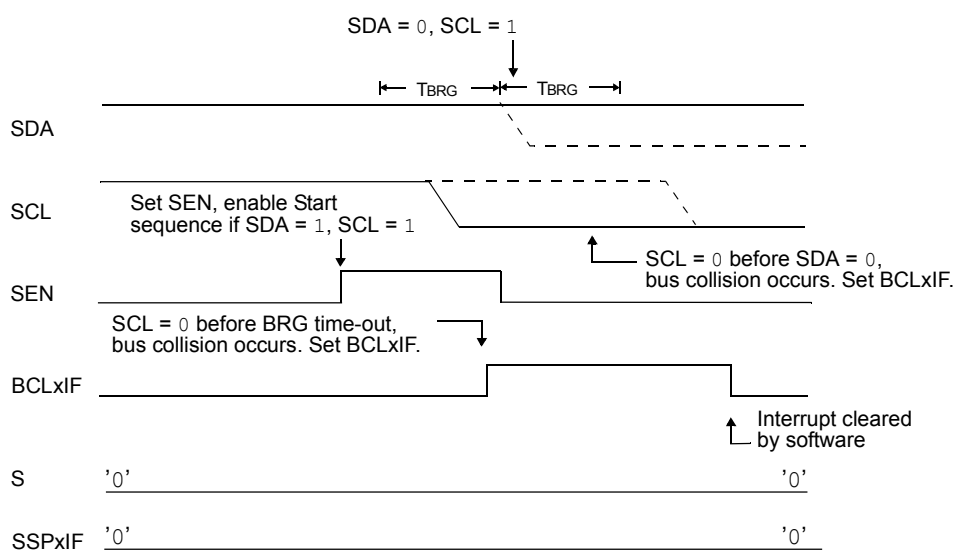 SDA = 0, SCL = 1
TBRG TBRG
SDA
SCL
Set SEN, enable Start
sequence if SDA = 1, SCL = 1
SCL = 0 before SDA = 0,
bus collision occurs. Set BCLxIF.
SEN
SCL = 0 before BRG time-out,
bus collision occurs. Set BCLxIF.
BCLxIF
Interrupt cleared
by software
S '0' '0'
SSPxIF '0' '0'